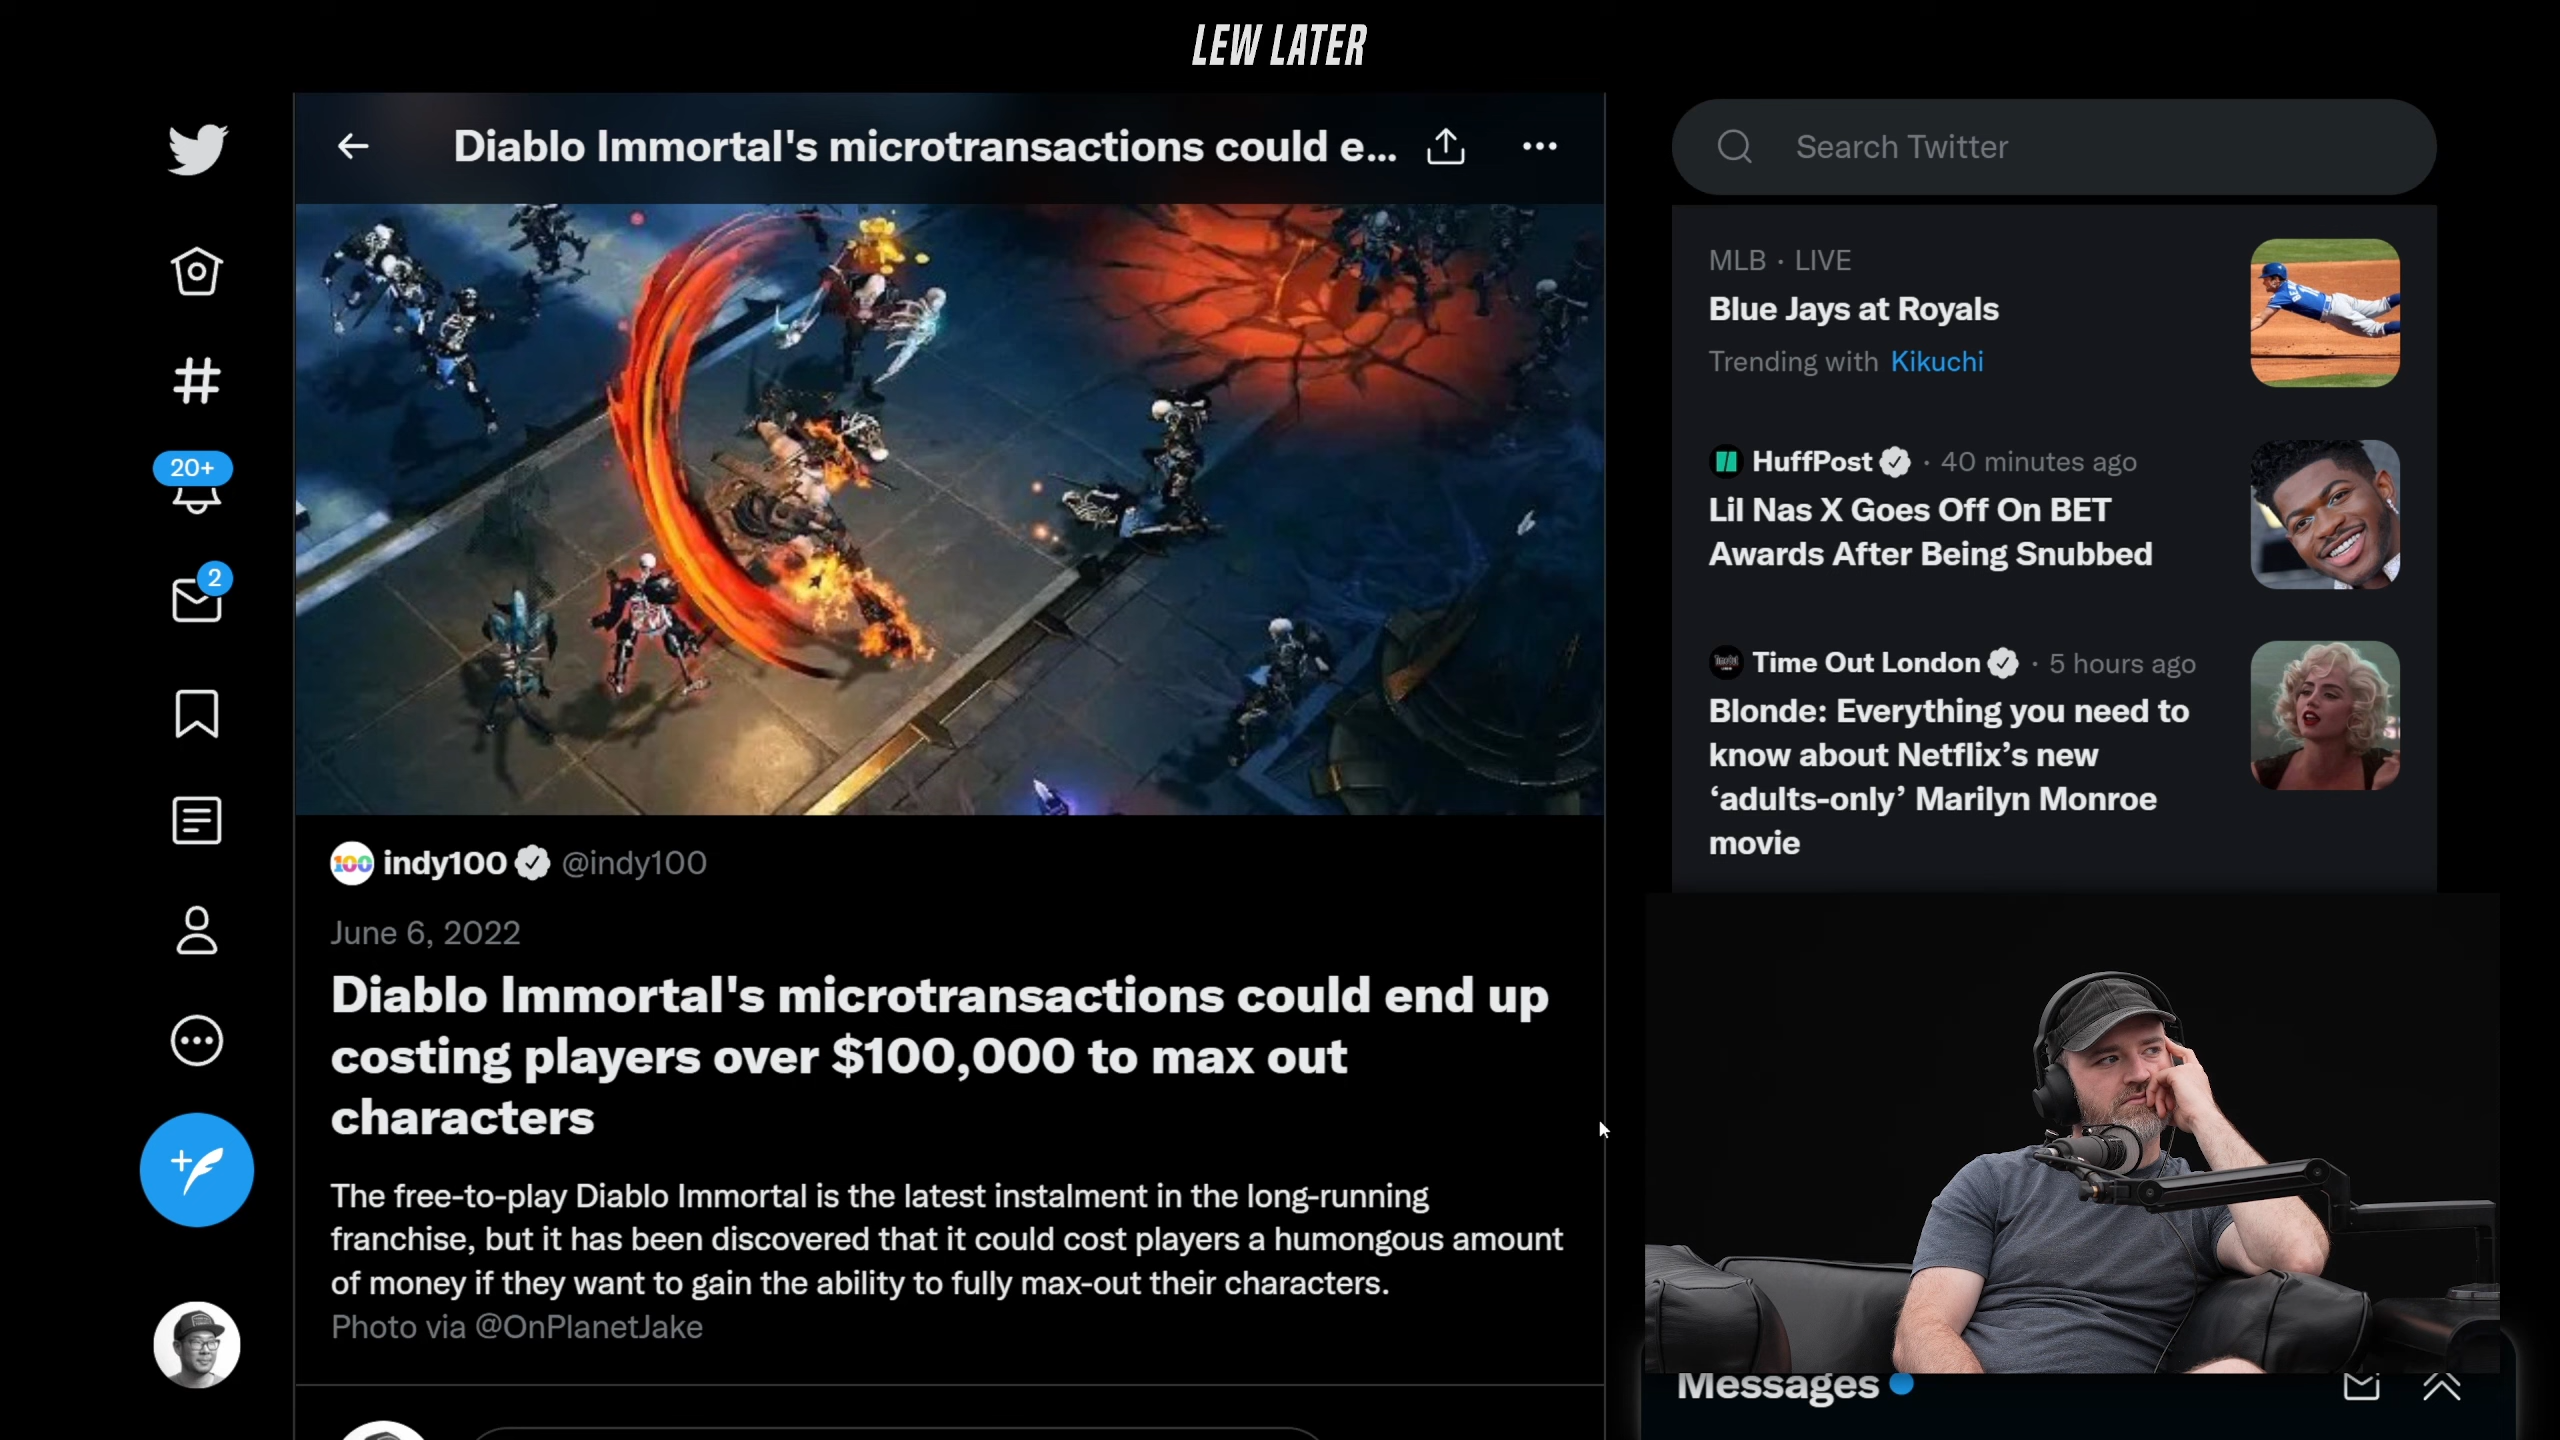 LEW LATER
Diablo Immortal's microtransactions could e...
Search Twitter
20+
2
MLB · LIVE
Blue Jays at Royals
Trending with Kikuchi
HuffPost · 40 minutes ago
Lil Nas X Goes Off On BET
Awards After Being Snubbed
Time Out London · 5 hours ago
Blonde: Everything you need to
know about Netflix’s new
‘adults-only’ Marilyn Monroe
movie
100 indy100 @indy100
June 6, 2022
Diablo Immortal's microtransactions could end up
costing players over $100,000 to max out
characters
The free-to-play Diablo Immortal is the latest instalment in the long-running
franchise, but it has been discovered that it could cost players a humongous amount
of money if they want to gain the ability to fully max-out their characters.
Photo via @OnPlanetJake
Messages